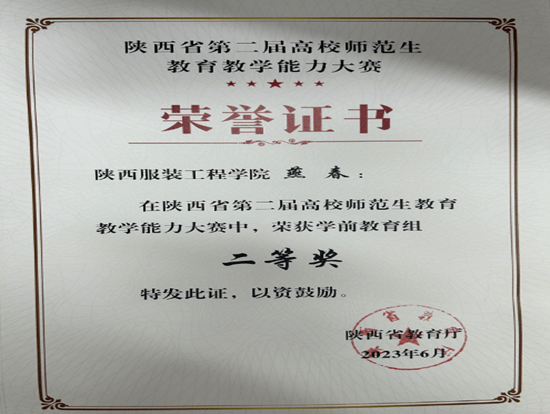 陕西省第二届高校师范生
教育教学能力大赛
荣誉证书
陕西服装工程学院 燕春：
在陕西省第二届高校师范生教育
教学能力大赛中，荣获学前教育组
二等奖
特发此证，以资鼓励。
陕西省教育厅
2023年6月